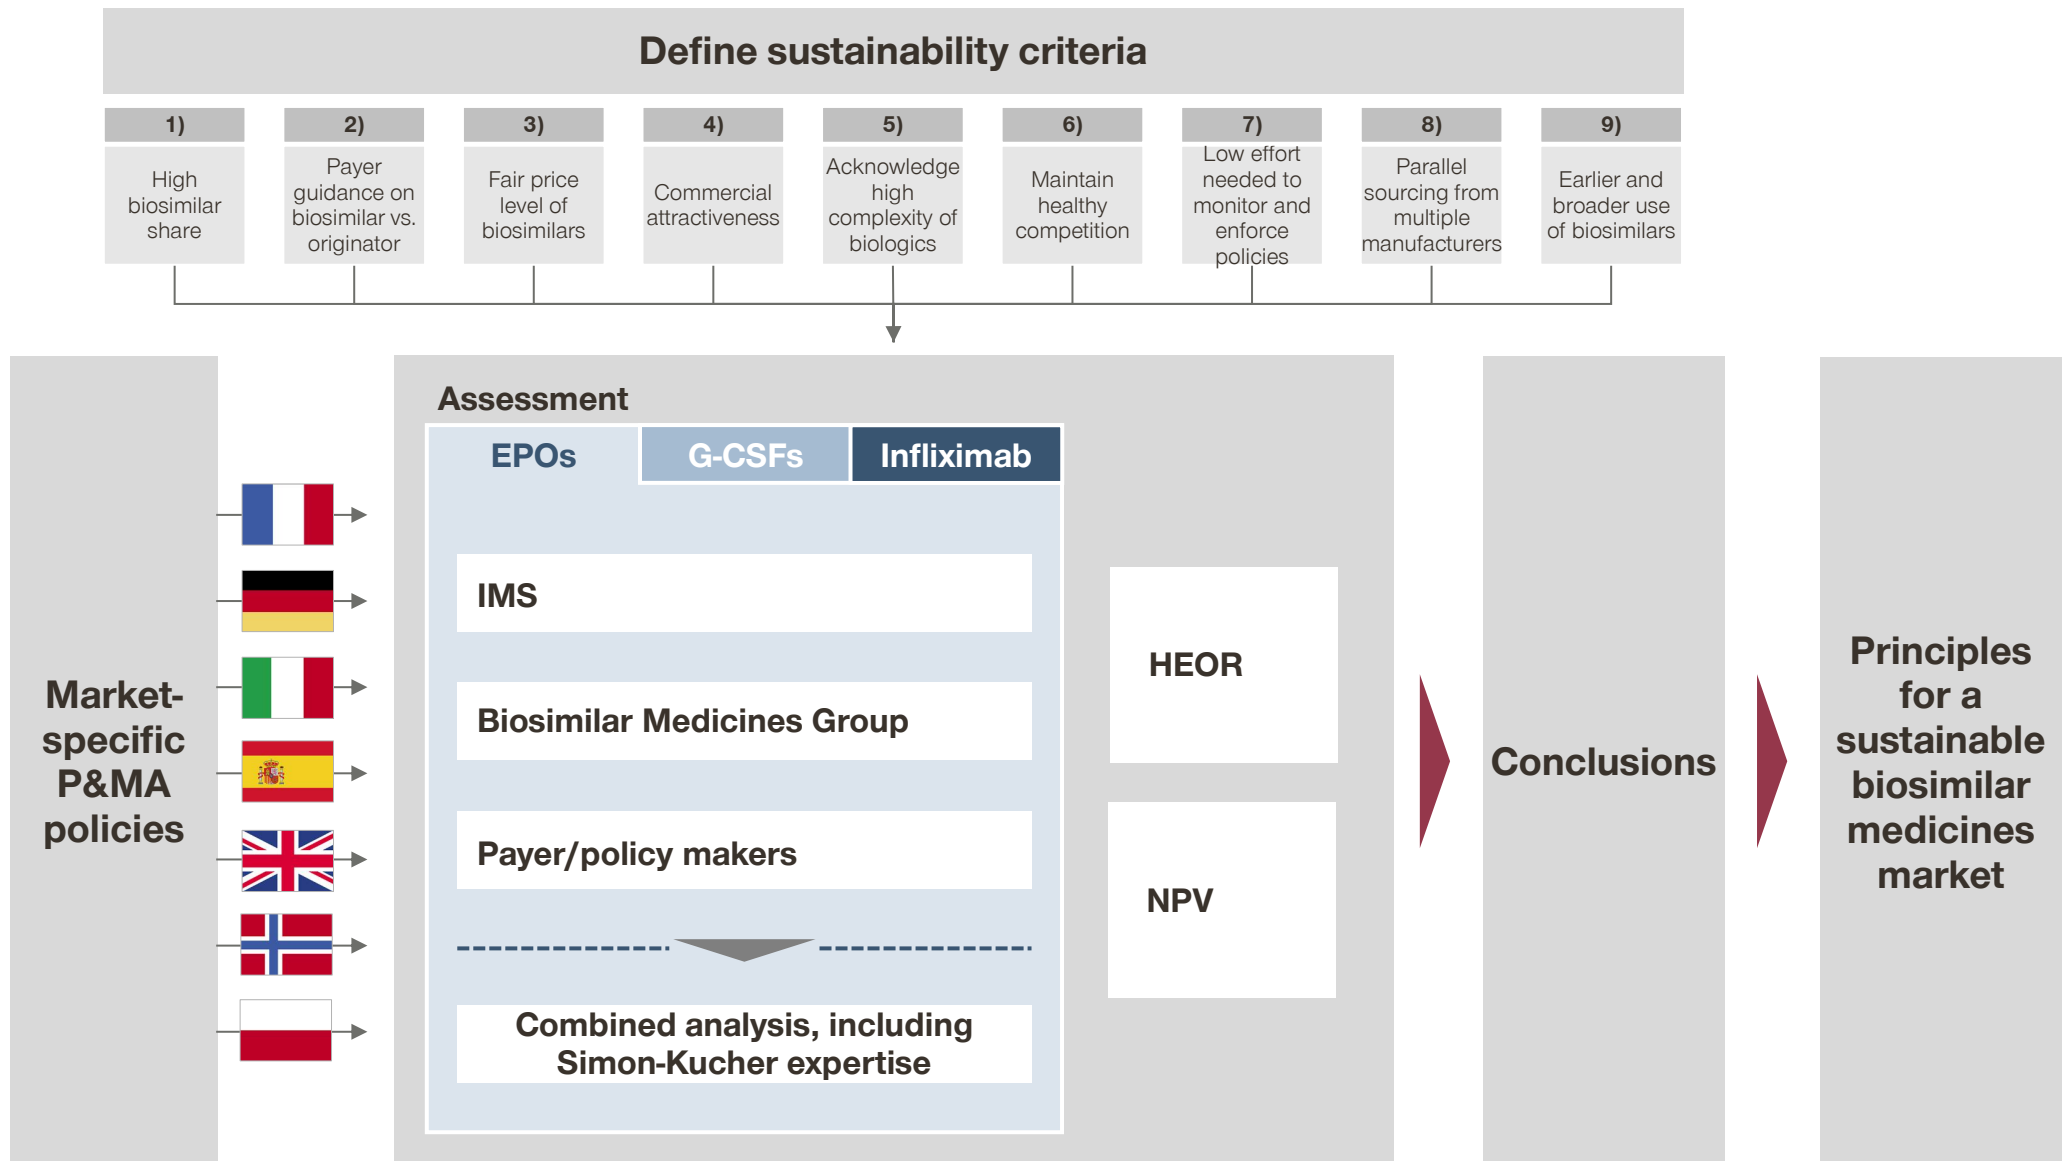 Define sustainability criteria
1)
High
biosimilar
share
2)
Payer
guidance on
biosimilar vs.
originator
3)
Fair price
level of
biosimilars
4)
Commercial
attractiveness
5)
Acknowledge
high
complexity of
biologics
6)
Maintain
healthy
competition
7)
Low effort
needed to
monitor and
enforce
policies
8)
Parallel
sourcing from
multiple
manufacturers
9)
Earlier and
broader use
of biosimilars
Market-
specific
P&MA
policies
Assessment
EPOs
G-CSFs
Infliximab
IMS
Biosimilar Medicines Group
Payer/policy makers
Combined analysis, including
Simon-Kucher expertise
HEOR
NPV
Conclusions
Principles
for a
sustainable
biosimilar
medicines
market